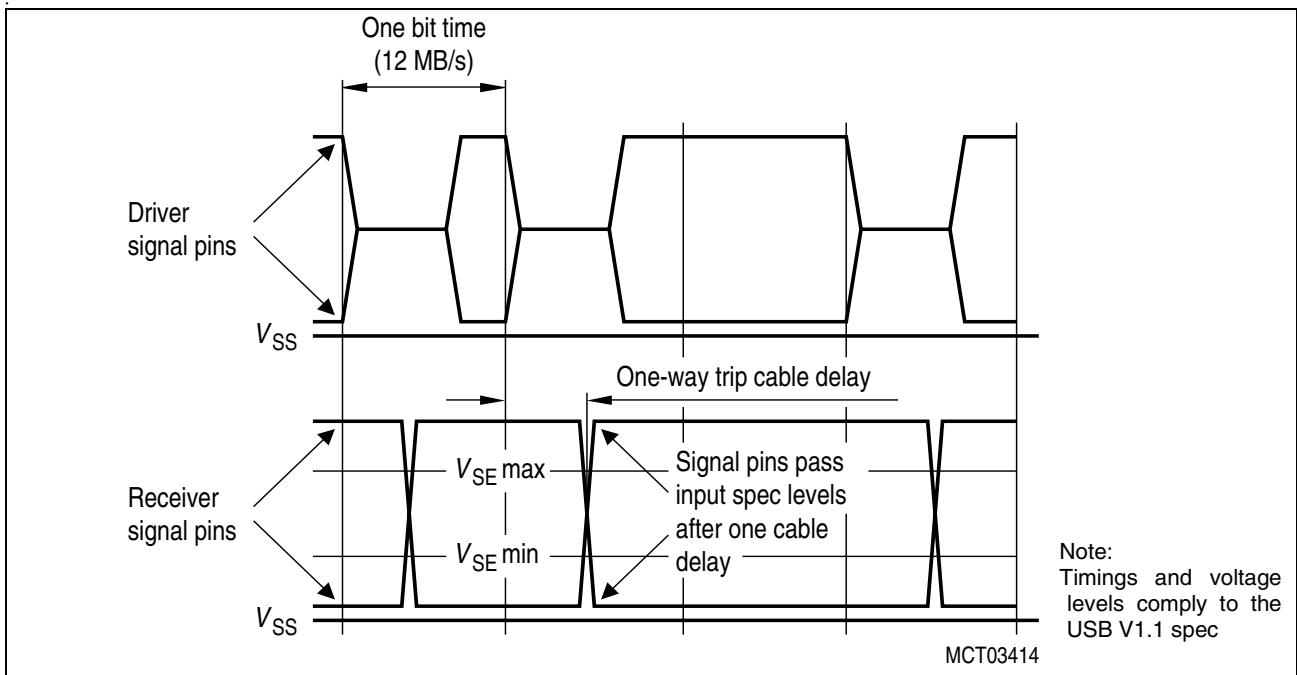 One bit time
(12 MB/s)
Driver
signal pins
VSS
One-way trip cable delay
VSE max
Signal pins pass
input spec levels
after one cable
delay
Receiver
signal pins
VSE min
VSS
Note:
Timings and voltage
levels comply to the
USB V1.1 spec
MCT03414